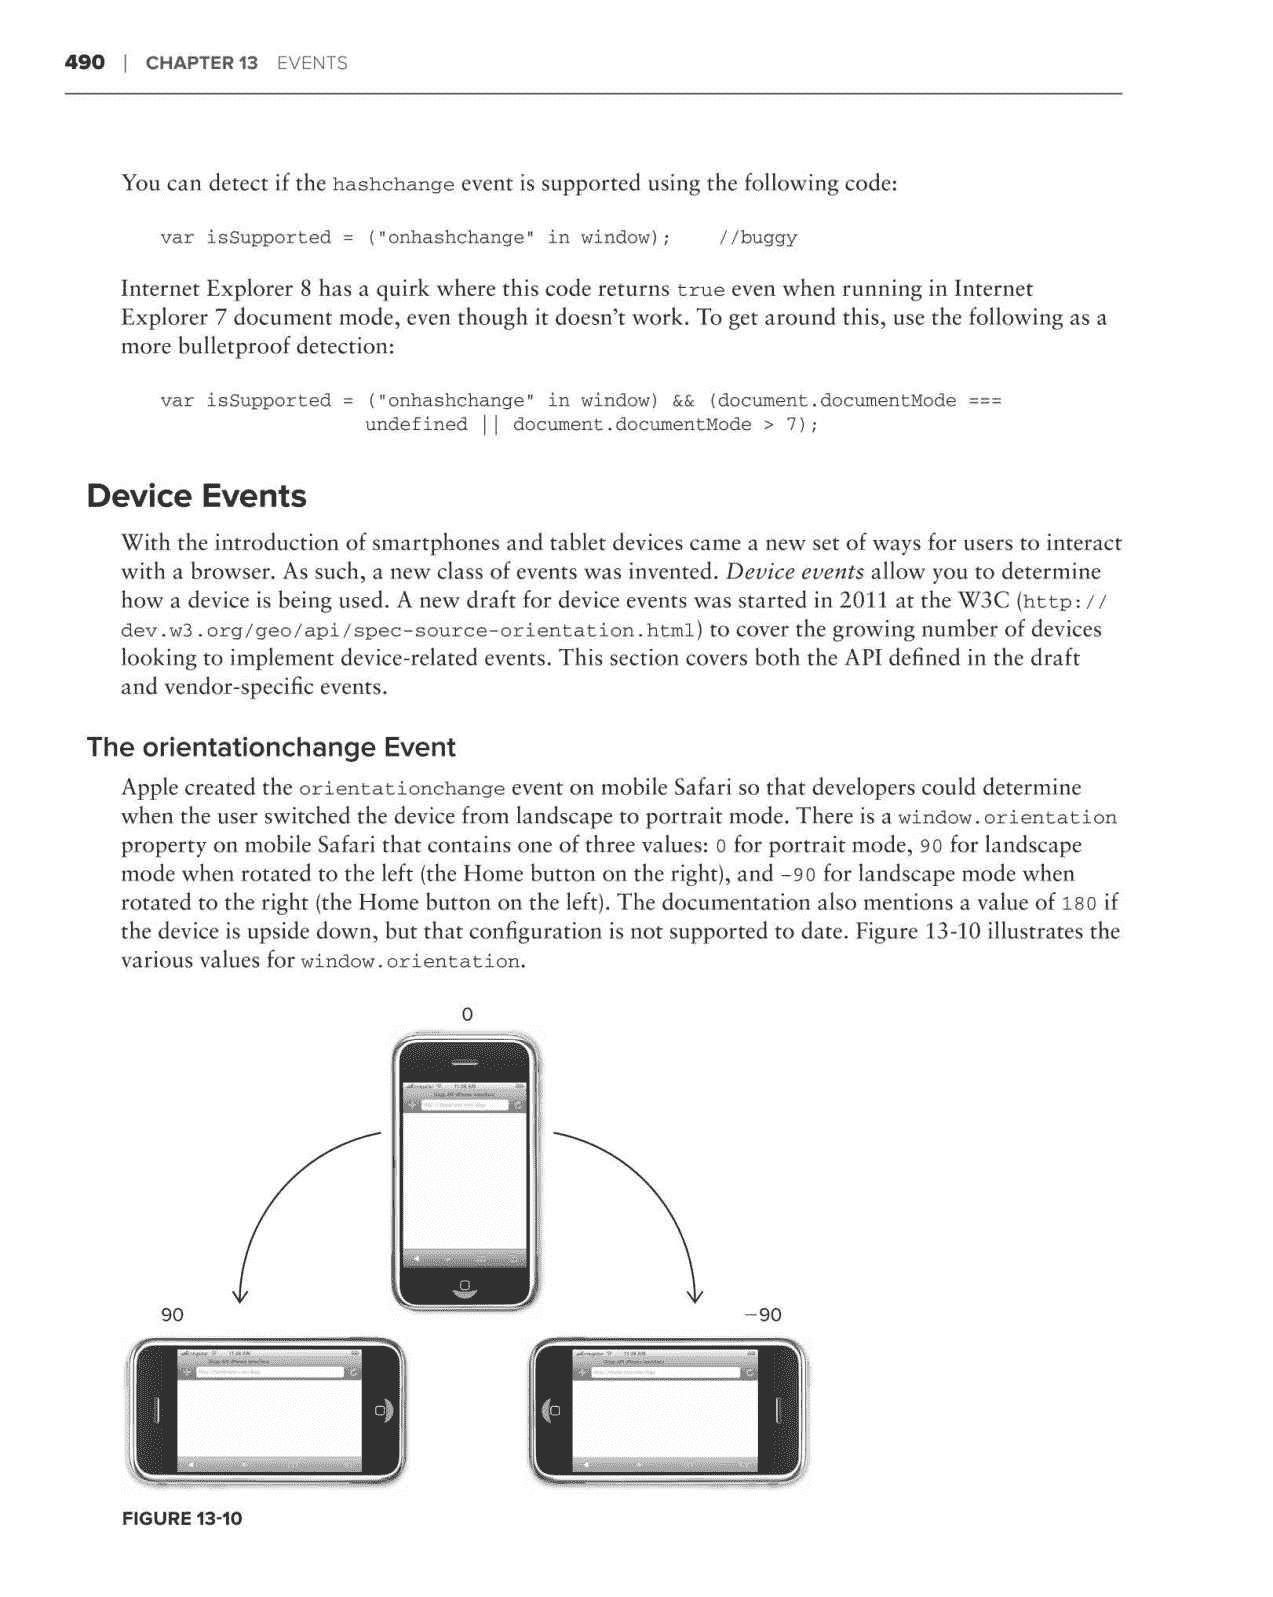 490 | CHAPTER 13 EVENTS
You can detect if the hashchange event is supported using the following code:
var isSupported = ("onhashchange" in window); //buggy
Internet Explorer 8 has a quirk where this code returns true even when running in Internet
Explorer 7 document mode, even though it doesn’t work. To get around this, use the following as a
more bulletproof detection:
var isSupported = ("onhashchange" in window) && (document.documentMode ===
undefined || document.documentMode > 7);
Device Events
With the introduction of smartphones and tablet devices came a new set of ways for users to interact
with a browser. As such, a new class of events was invented. Device events allow you to determine
how a device is being used. A new draft for device events was started in 2011 at the W3C (http://
dev.w3.org/geo/api/spec-source-orientation.html) to cover the growing number of devices
looking to implement device-related events. This section covers both the API defined in the draft
and vendor-specific events.
The orientationchange Event
Apple created the orientationchange event on mobile Safari so that developers could determine
when the user switched the device from landscape to portrait mode. There is a window.orientation
property on mobile Safari that contains one of three values: 0 for portrait mode, 90 for landscape
mode when rotated to the left (the Home button on the right), and -90 for landscape mode when
rotated to the right (the Home button on the left). The documentation also mentions a value of 180 if
the device is upside down, but that configuration is not supported to date. Figure 13-10 illustrates the
various values for window.orientation.
0
11:08 AM
90
−90
FIGURE 13-10